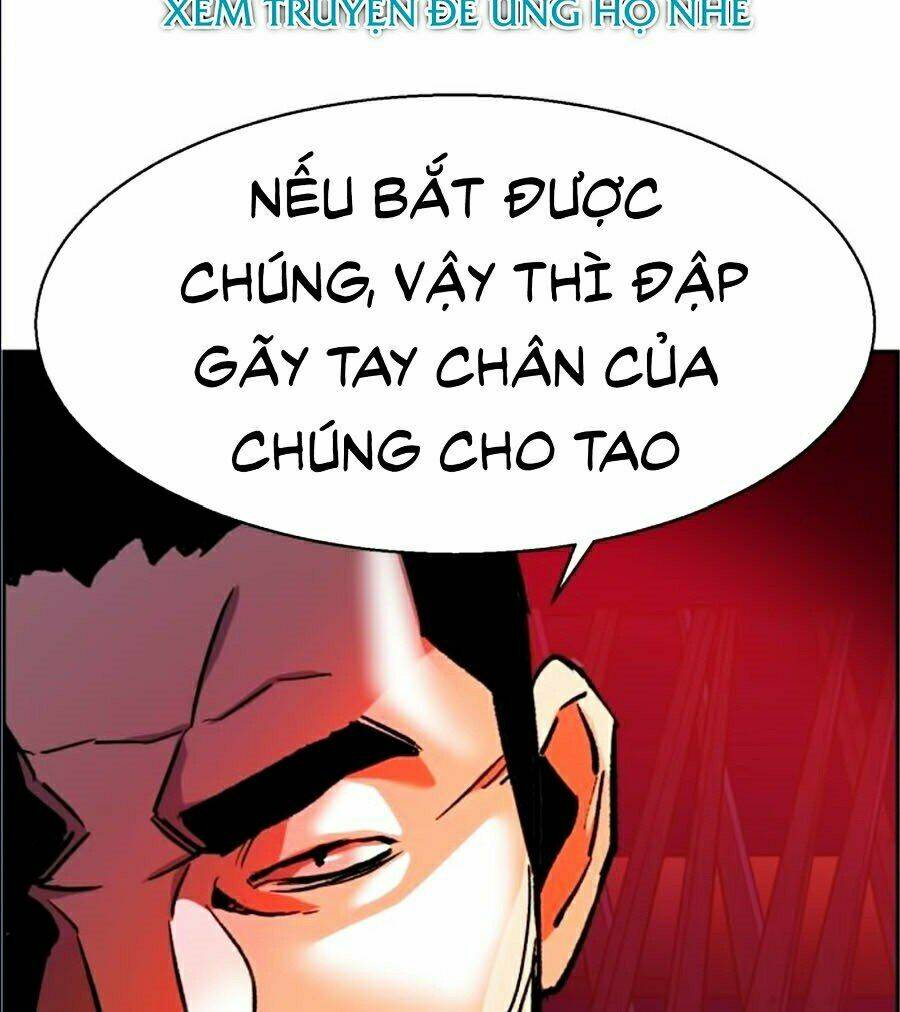 XEM TRUYỆN ĐỂ ỦNG HỘ NHÉ
NẾU BẮT ĐƯỢC
CHÚNG, VẬY THÌ ĐẬP
GÃY TAY CHÂN CỦA
CHÚNG CHO TAO